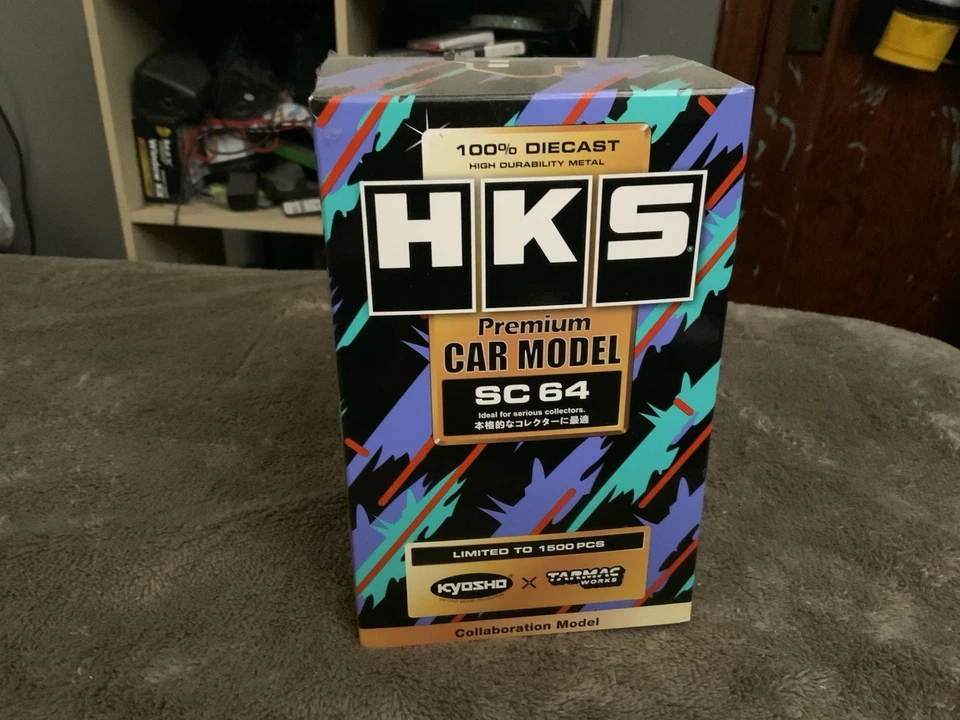 100% DIECAST
HIGH DURABILITY METAL
HKS®
Premium
CAR MODEL
SC 64
Ideal for serious collectors.
本格的なコレクターに最適
LIMITED TO 1500 PCS
KYOSHO × TARMAC
WORKS
Collaboration Model